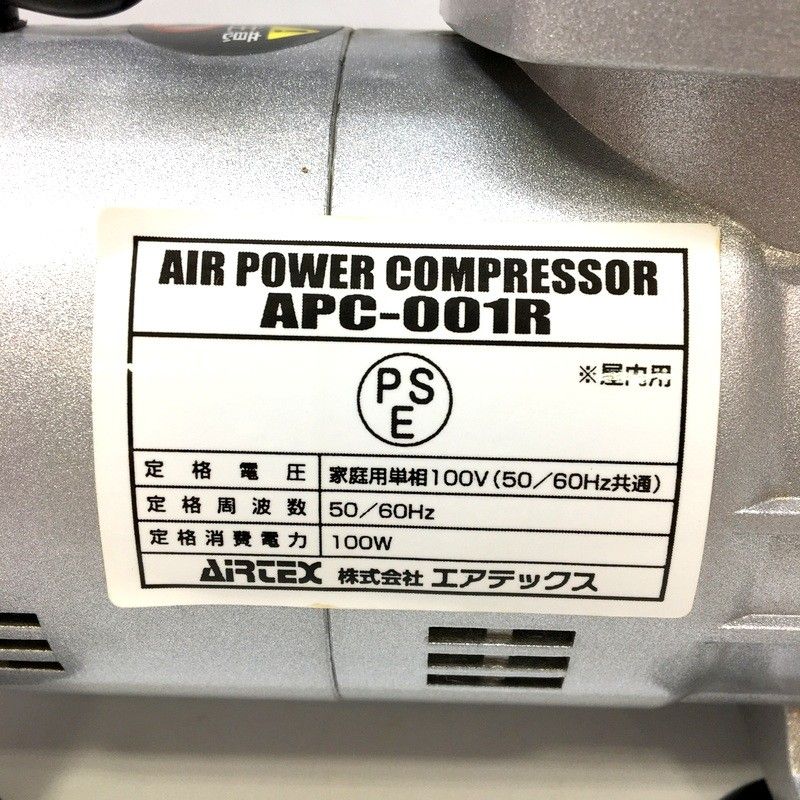 AIR POWER COMPRESSOR
APC-001R
PS
E
※屋内用
定格電圧 家庭用単相100V(50/60Hz共通)
定格周波数 50/60Hz
定格消費電力 100W
AIRTEX 株式会社 エアテックス